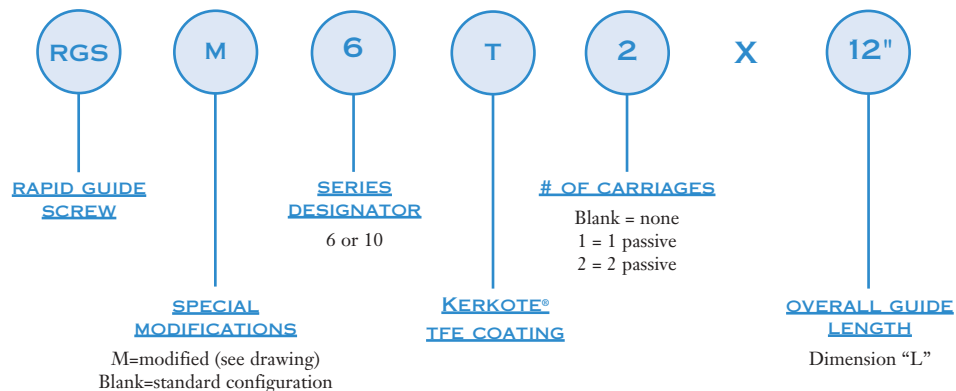 RGS M 6 T 2 X 12"
RAPID GUIDE
SCREW
SERIES
DESIGNATOR
6 or 10
# OF CARRIAGES
Blank = none
1 = 1 passive
2 = 2 passive
SPECIAL
MODIFICATIONS
M=modified (see drawing)
Blank=standard configuration
KERKOTE®
TFE COATING
OVERALL GUIDE
LENGTH
Dimension “L”